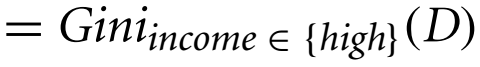 = Gini_{income ∈ {high}}(D)